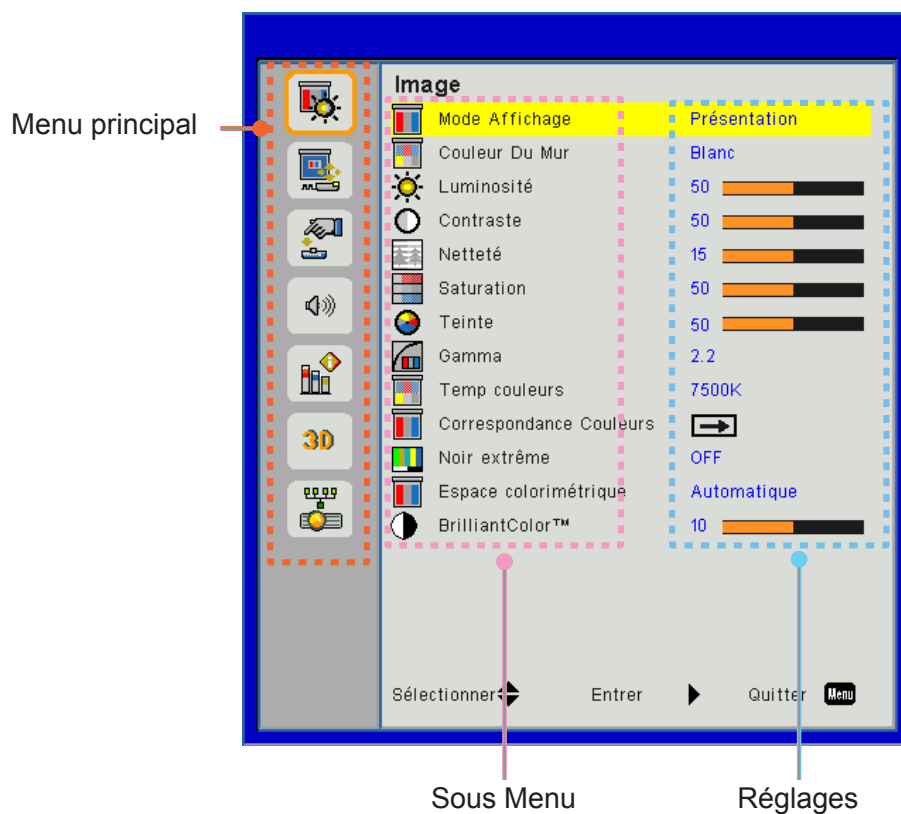 Menu principal
Image
Mode Affichage Présentation
Couleur Du Mur Blanc
Luminosité 50
Contraste 50
Netteté 15
Saturation 50
Teinte 50
Gamma 2.2
Temp couleurs 7500K
Correspondance Couleurs
Noir extrême OFF
Espace colorimétrique Automatique
BrilliantColor™ 10
3D
Sélectionner Entrer Quitter Menu
Sous Menu Réglages